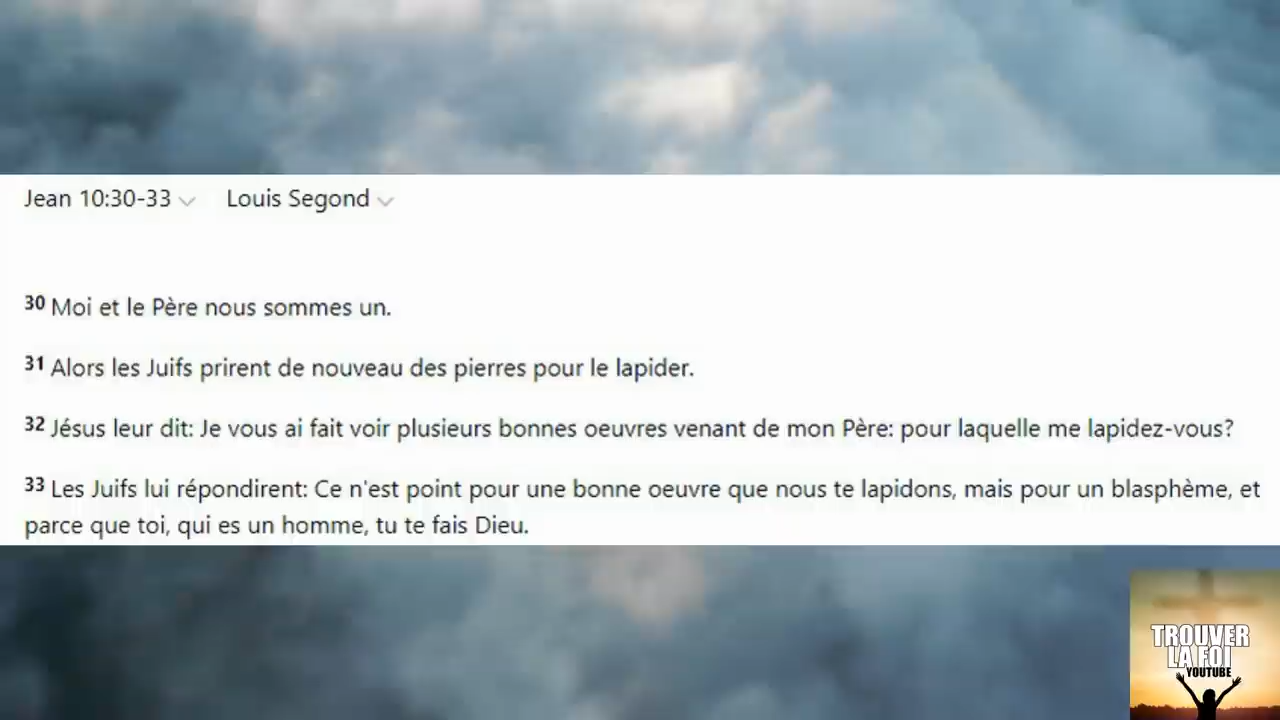 Jean 10:30-33 Louis Segond
30 Moi et le Père nous sommes un.
31 Alors les Juifs prirent de nouveau des pierres pour le lapider.
32 Jésus leur dit: Je vous ai fait voir plusieurs bonnes oeuvres venant de mon Père: pour laquelle me lapidez-vous?
33 Les Juifs lui répondirent: Ce n'est point pour une bonne oeuvre que nous te lapidons, mais pour un blasphème, et
parce que toi, qui es un homme, tu te fais Dieu.
TROUVER
LA FOI
YOUTUBE